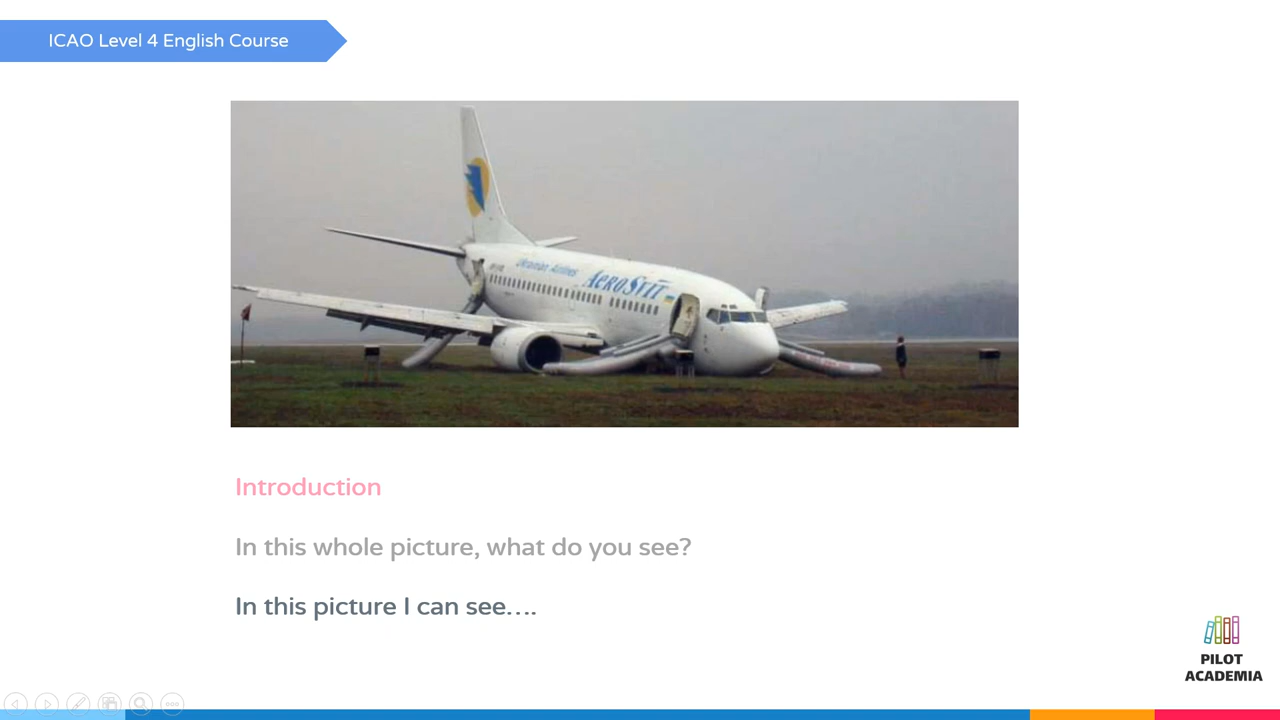 ICAO Level 4 English Course
Ukrainian Airlines
AEROSVIT
Introduction
In this whole picture, what do you see?
In this picture I can see....
PILOT
ACADEMIA